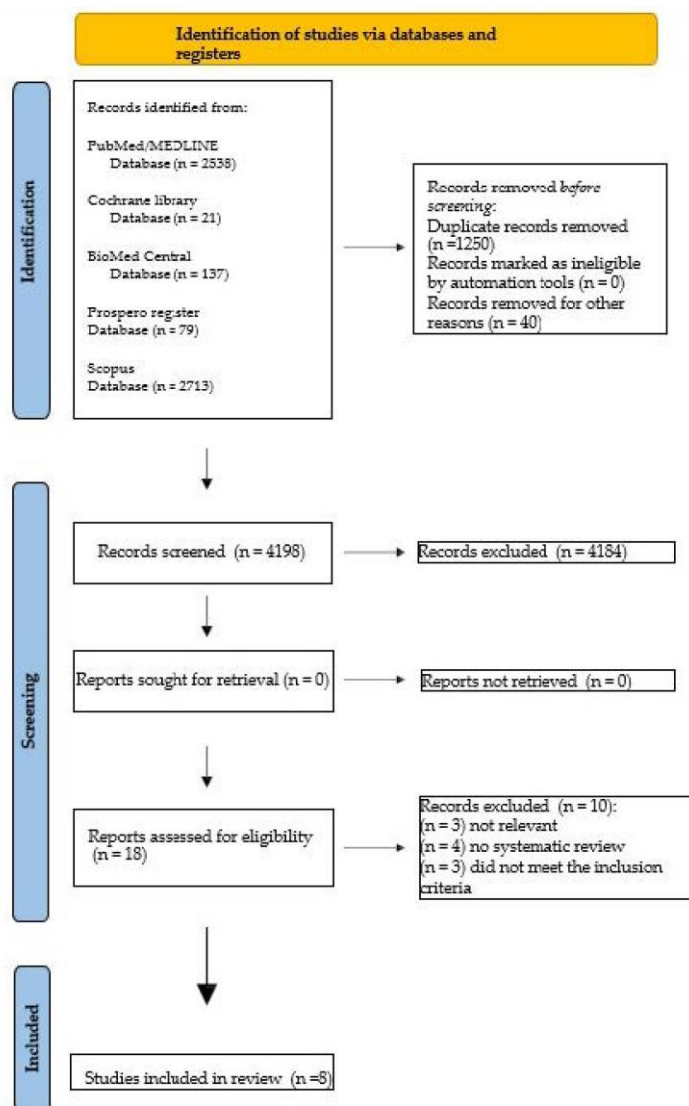 Identification of studies via databases and
registers
Identification
Records identified from:
PubMed/MEDLINE
Database (n = 2538)
Cochrane library
Database (n = 21)
BioMed Central
Database (n = 137)
Prospero register
Database (n = 79)
Scopus
Database (n = 2713)
Records removed before
screening:
Duplicate records removed
(n =1250)
Records marked as ineligible
by automation tools (n = 0)
Records removed for other
reasons (n = 40)
Screening
Records screened (n = 4198)
Records excluded (n = 4184)
Reports sought for retrieval (n = 0)
Reports not retrieved (n = 0)
Reports assessed for eligibility
(n = 18)
Records excluded (n = 10):
(n = 3) not relevant
(n = 4) no systematic review
(n = 3) did not meet the inclusion
criteria
Included
Studies included in review (n =8)